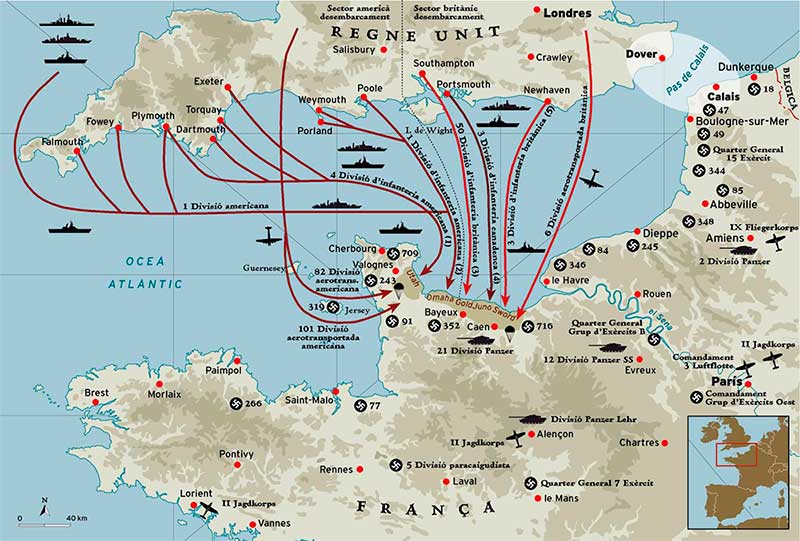 Sector americà
desembarcament
Sector britànic
desembarcament
Londres
REGNE UNIT
Salisbury
Crawley
Dover
Southampton
Pas de Calais
Dunkerque
18
BÈLGICA
Exeter
Poole
Portsmouth
Newhaven
Calais
47
Weymouth
Torquay
Plymouth
Fowey
Dartmouth
Porland
I. de Wight
Boulogne-sur-Mer
49
Falmouth
Quarter General
15 Exèrcit
344
85
Abbeville
348
1 Divisió americana
4 Divisió d'infanteria americana (1)
1 Divisió d'infanteria americana (2)
50 Divisió d'infanteria britànica (3)
3 Divisió d'infanteria canadenca (4)
3 Divisió d'infanteria britànica (5)
6 Divisió aerotransportada britànica
IX Fliegerkorps
Amiens
2 Divisió Panzer
Dieppe
245
84
346
le Havre
Rouen
el Sena
OCEÀ
ATLÀNTIC
Cherbourg
709
Valognes
243
Guernesey
82 Divisió
aerotrans.
americana
Utah
Omaha
Gold
Juno
Sword
319
Jersey
101 Divisió
aerotransportada
americana
91
Bayeux
352
Caen
716
21 Divisió Panzer
Quarter General
Grup d'Exèrcits B
12 Divisió Panzer SS
Evreux
II Jagdkorps
Comandament
3 Luftflotte
París
Comandament
Grup d'Exèrcits Oest
Paimpol
Morlaix
Brest
Saint-Malo
266
77
Divisió Panzer Lehr
II Jagdkorps
Alençon
Chartres
Pontivy
Rennes
5 Divisió paracaigudista
Laval
Quarter General 7 Exèrcit
le Mans
Lorient
II Jagdkorps
Vannes
FRANÇA
N
0
40 km